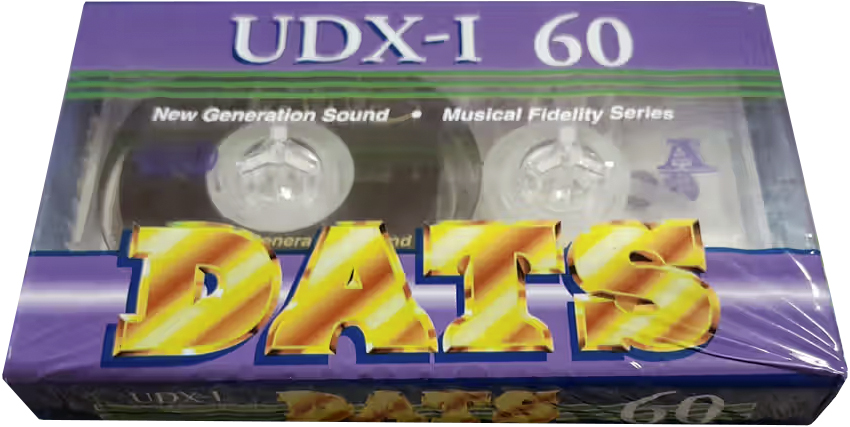 UDX-I 60
New Generation Sound • Musical Fidelity Series
A
DATS
UDX-I DATS 60